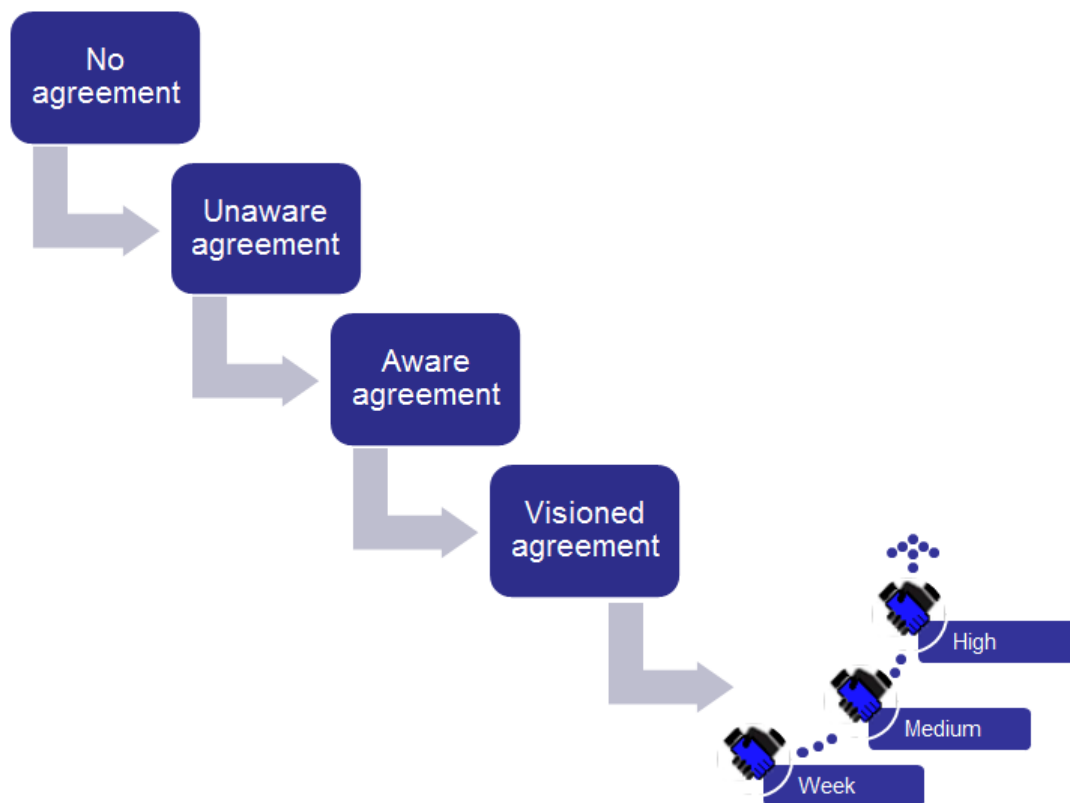 No
agreement
Unaware
agreement
Aware
agreement
Visioned
agreement
High
Medium
Week